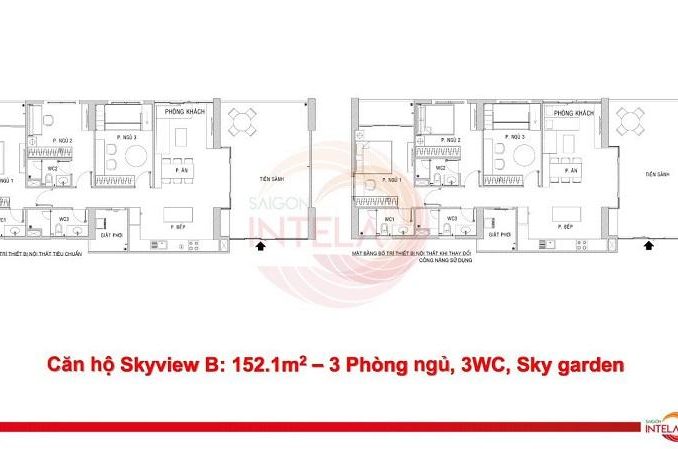 PHÒNG KHÁCH
P. NGỦ 2
P. NGỦ 3
WC2
P. ĂN
TIỀN SẢNH
NGỦ 1
WC3
GIẶT PHƠI
P. BẾP
TRÍ THIẾT BỊ NỘI THẤT TIÊU CHUẨN
SAIGON
INTELA
PHÒNG KHÁCH
P. NGỦ 2
P. NGỦ 3
WC2
P. ĂN
TIỀN SẢNH
P. NGỦ 1
WC1
WC3
GIẶT PHƠI
P. BẾP
MẶT BẰNG BỐ TRÍ THIẾT BỊ NỘI THẤT KHI THAY ĐỔI
CÔNG NĂNG SỬ DỤNG
Căn hộ Skyview B: 152.1m² – 3 Phòng ngủ, 3WC, Sky garden
SAIGON
INTELA